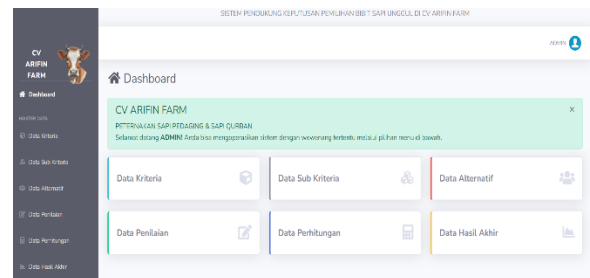 SISTEM PENDUKUNG KEPUTUSAN PEMILIHAN BIBIT SAPI UNGGUL DI CV ARIFIN FARM
CV
ARIFIN
FARM
ADMIN
Dashboard
Dashboard
MASTER DATA
Data Kriteria
Data Sub Kriteria
Data Alternatif
Data Penilaian
Data Perhitungan
Data Hasil Akhir
CV ARIFIN FARM
×
PETERNAKAN SAPI PEDAGING & SAPI QURBAN
Selamat datang ADMIN! Anda bisa mengoperasikan sistem dengan wewenang tertentu melalui pilihan menu di bawah.
Data Kriteria
Data Sub Kriteria
Data Alternatif
Data Penilaian
Data Perhitungan
Data Hasil Akhir